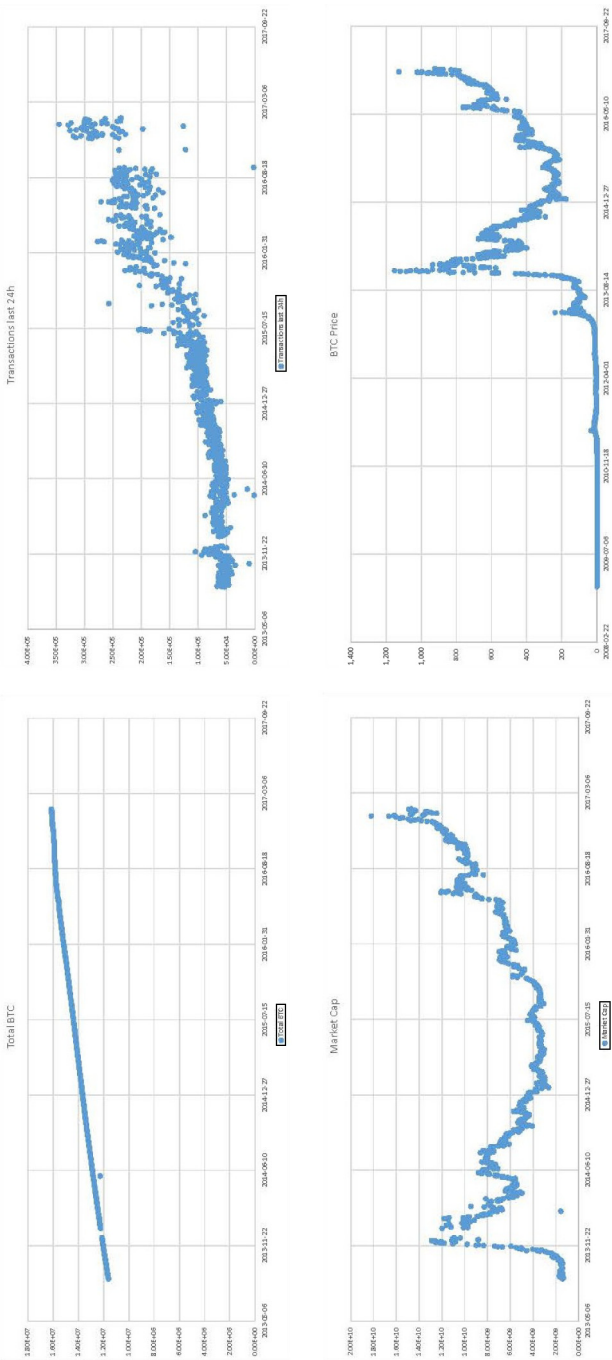 Total BTC
1.80E+07
1.60E+07
1.40E+07
1.20E+07
1.00E+07
8.00E+06
6.00E+06
4.00E+06
2.00E+06
0.00E+00
2013-05-06 2013-11-22 2014-06-10 2014-12-27 2015-07-15 2016-01-31 2016-08-18 2017-03-06 2017-09-22
Total BTC
Transactions last 24h
4.00E+05
3.50E+05
3.00E+05
2.50E+05
2.00E+05
1.50E+05
1.00E+05
5.00E+04
0.00E+00
2013-05-06 2013-11-22 2014-06-10 2014-12-27 2015-07-15 2016-01-31 2016-08-18 2017-03-06 2017-09-22
Transactions last 24h
Market Cap
2.00E+10
1.80E+10
1.60E+10
1.40E+10
1.20E+10
1.00E+10
8.00E+09
6.00E+09
4.00E+09
2.00E+09
0.00E+00
2013-05-06 2013-11-22 2014-06-10 2014-12-27 2015-07-15 2016-01-31 2016-08-18 2017-03-06 2017-09-22
Market Cap
BTC Price
1,400
1,200
1,000
800
600
400
200
0
2008-02-22 2009-07-06 2010-11-18 2012-04-01 2013-08-14 2014-12-27 2016-05-10 2017-09-22